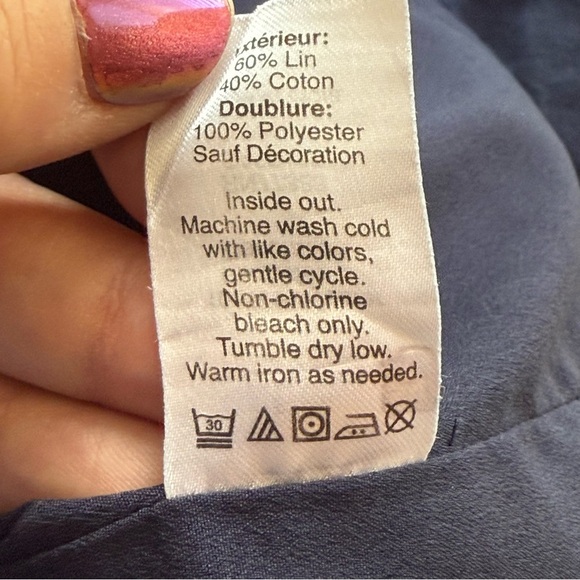 xtérieur:
60% Lin
40% Coton
Doublure:
100% Polyester
Sauf Décoration
Inside out.
Machine wash cold
with like colors,
gentle cycle.
Non-chlorine
bleach only.
Tumble dry low.
Warm iron as needed.
30